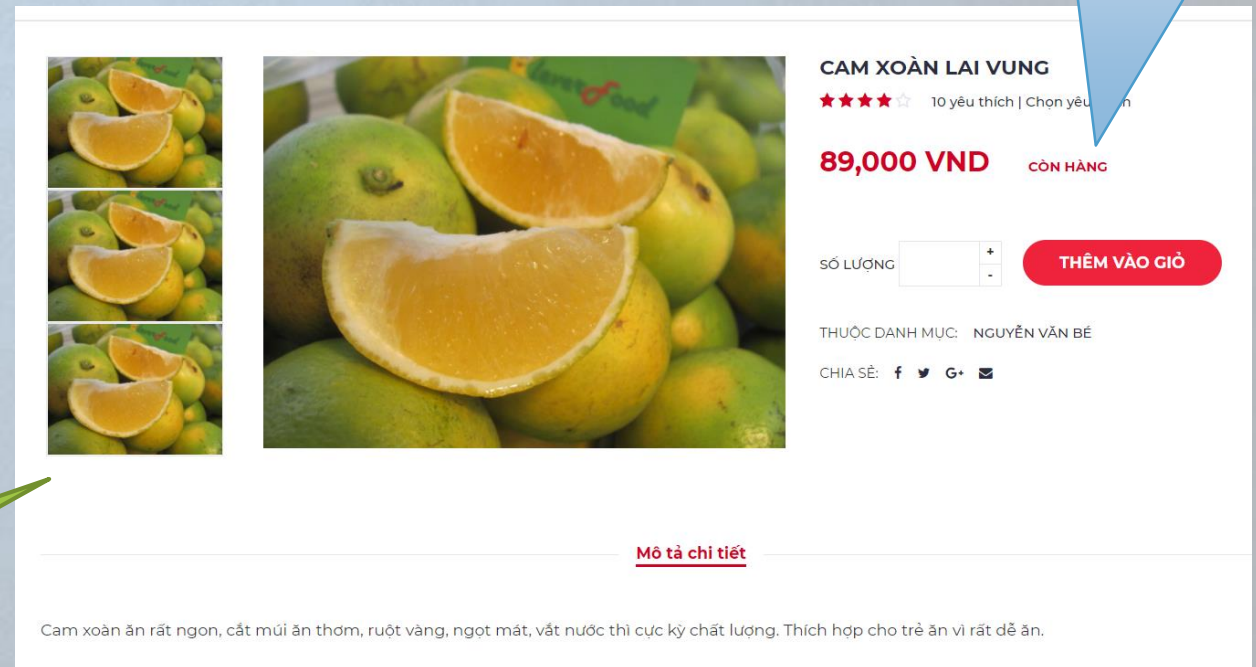 CAM XOÀN LAI VUNG
10 yêu thích | Chọn yêu
89,000 VND CÒN HÀNG
SỐ LƯỢNG + -
THÊM VÀO GIỎ
THUỘC DANH MỤC: NGUYỄN VĂN BÉ
CHIA SẺ: f G+
Mô tả chi tiết
Cam xoàn ăn rất ngon, cắt múi ăn thơm, ruột vàng, ngọt mát, vắt nước thì cực kỳ chất lượng. Thích hợp cho trẻ ăn vì rất dễ ăn.